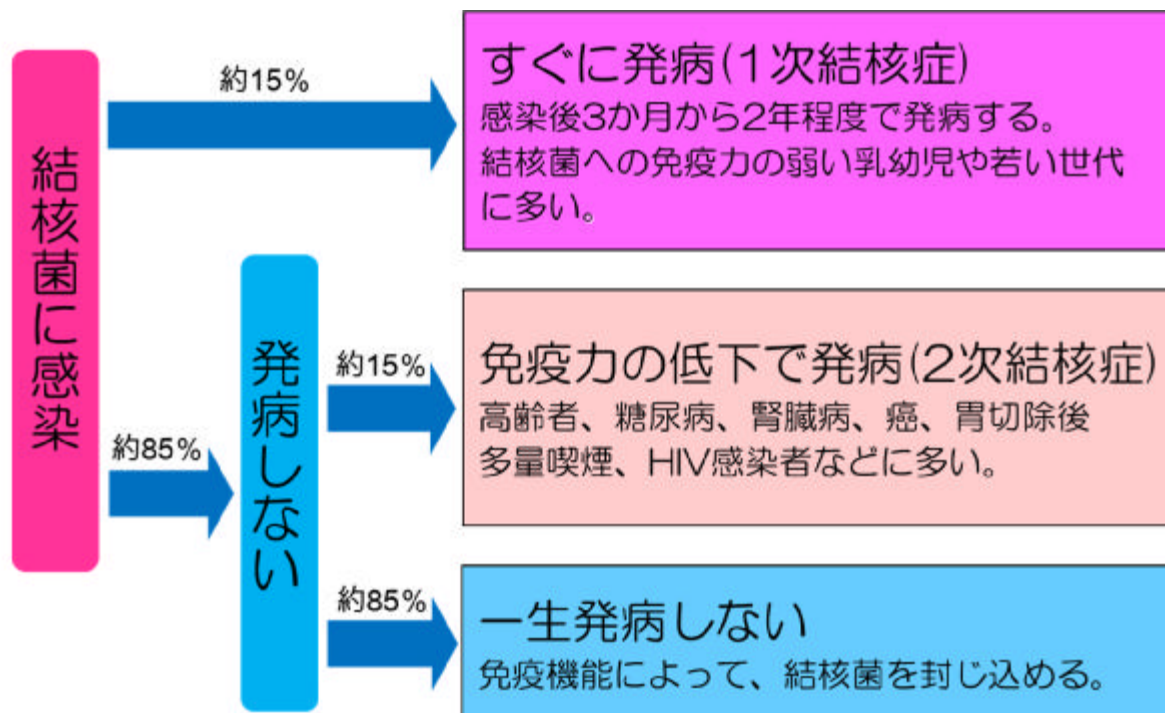 結核菌に感染
約15%
すぐに発病(1次結核症)
感染後3か月から2年程度で発病する。
結核菌への免疫力の弱い乳幼児や若い世代
に多い。
約85%
発病しない
約15%
免疫力の低下で発病(2次結核症)
高齢者、糖尿病、腎臓病、癌、胃切除後
多量喫煙、HIV感染者などに多い。
約85%
一生発病しない
免疫機能によって、結核菌を封じ込める。